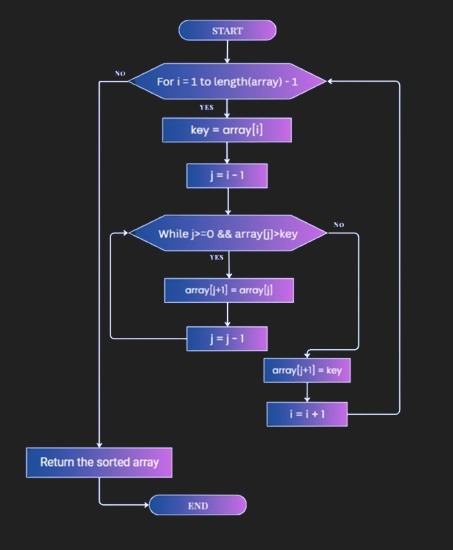 START
For i = 1 to length(array) - 1
NO
YES
key = array[i]
j = i - 1
While j>=0 && array[j]>key
NO
YES
array[j+1] = array[j]
j = j - 1
array[j+1] = key
i = i + 1
Return the sorted array
END